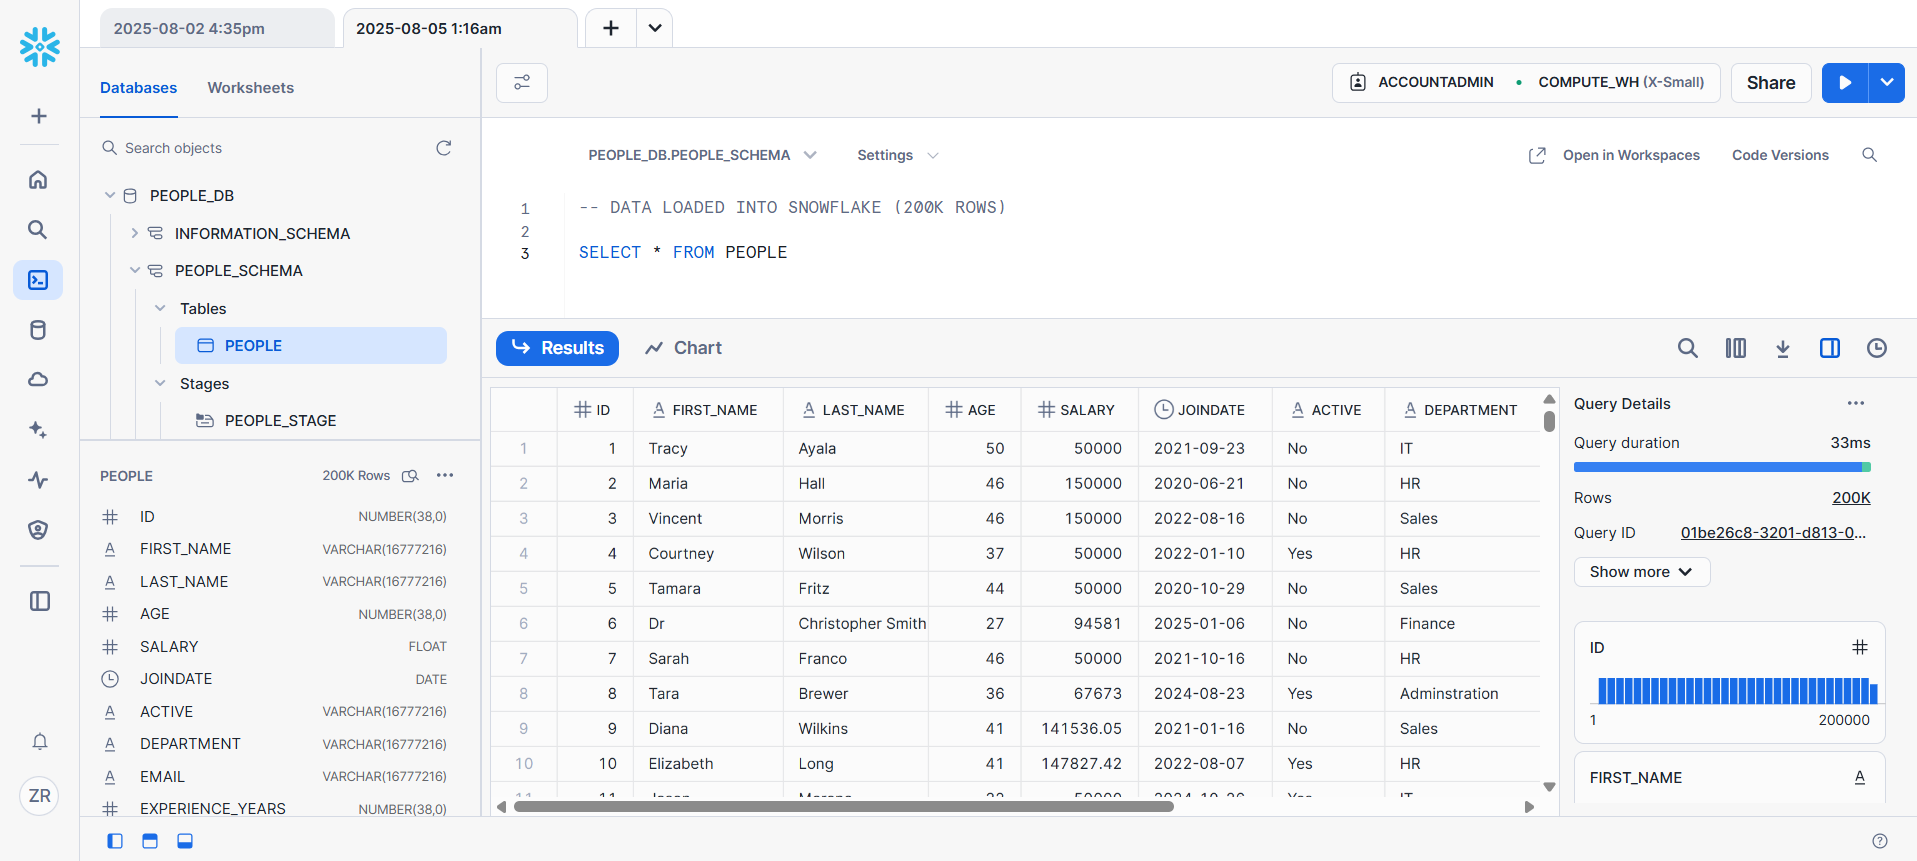 2025-08-02 4:35pm
2025-08-05 1:16am
Databases
Worksheets
ACCOUNTADMIN
COMPUTE_WH (X-Small)
Share
Search objects
PEOPLE_DB
INFORMATION_SCHEMA
PEOPLE_SCHEMA
Tables
PEOPLE
Stages
PEOPLE_STAGE
PEOPLE
200K Rows
ID NUMBER(38,0)
FIRST_NAME VARCHAR(16777216)
LAST_NAME VARCHAR(16777216)
AGE NUMBER(38,0)
SALARY FLOAT
JOINDATE DATE
ACTIVE VARCHAR(16777216)
DEPARTMENT VARCHAR(16777216)
EMAIL VARCHAR(16777216)
EXPERIENCE_YEARS NUMBER(38,0)
ZR
PEOPLE_DB.PEOPLE_SCHEMA
Settings
Open in Workspaces
Code Versions
1 -- DATA LOADED INTO SNOWFLAKE (200K ROWS)
2
3 SELECT * FROM PEOPLE
Results
Chart
ID FIRST_NAME LAST_NAME AGE SALARY JOINDATE ACTIVE DEPARTMENT
1 1 Tracy Ayala 50 50000 2021-09-23 No IT
2 2 Maria Hall 46 150000 2020-06-21 No HR
3 3 Vincent Morris 46 150000 2022-08-16 No Sales
4 4 Courtney Wilson 37 50000 2022-01-10 Yes HR
5 5 Tamara Fritz 44 50000 2020-10-29 No Sales
6 6 Dr Christopher Smith 27 94581 2025-01-06 No Finance
7 7 Sarah Franco 46 50000 2021-10-16 No HR
8 8 Tara Brewer 36 67673 2024-08-23 Yes Adminstration
9 9 Diana Wilkins 41 141536.05 2021-01-16 No Sales
10 10 Elizabeth Long 41 147827.42 2022-08-07 Yes HR
Query Details
Query duration 33ms
Rows 200K
Query ID 01be26c8-3201-d813-0...
Show more
ID
1 200000
FIRST_NAME